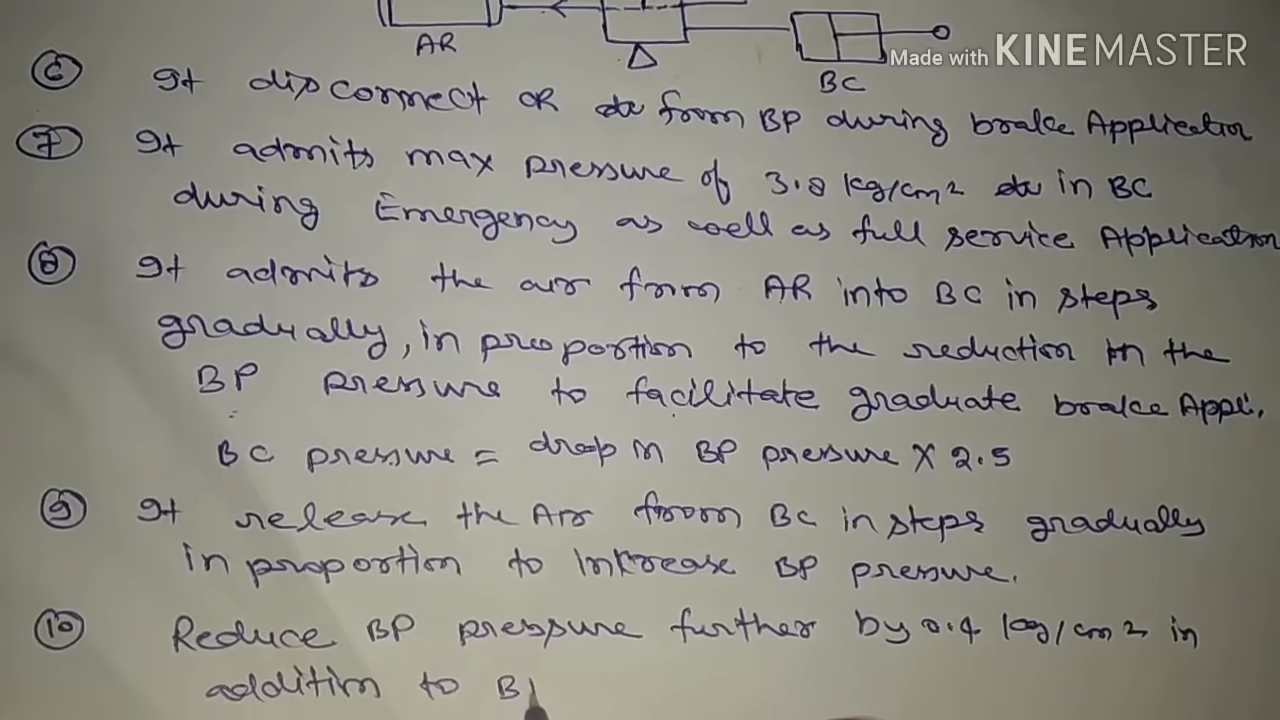 AR
BC
Made with KINEMASTER
6 It disconnect CR from BP during brake Application
7 It admits max pressure of 3.8 kg/cm2 in BC
during Emergency as well as full service Application
8 It admits the air from AR into BC in steps
gradually, in proportion to the reduction in the
BP pressure to facilitate graduate brake Appli.
BC pressure = drop in BP pressure X 2.5
9 It release the Air from BC in steps gradually
in proportion to increase BP pressure.
10 Reduce BP pressure further by 0.4 kg/cm2 in
addition to B